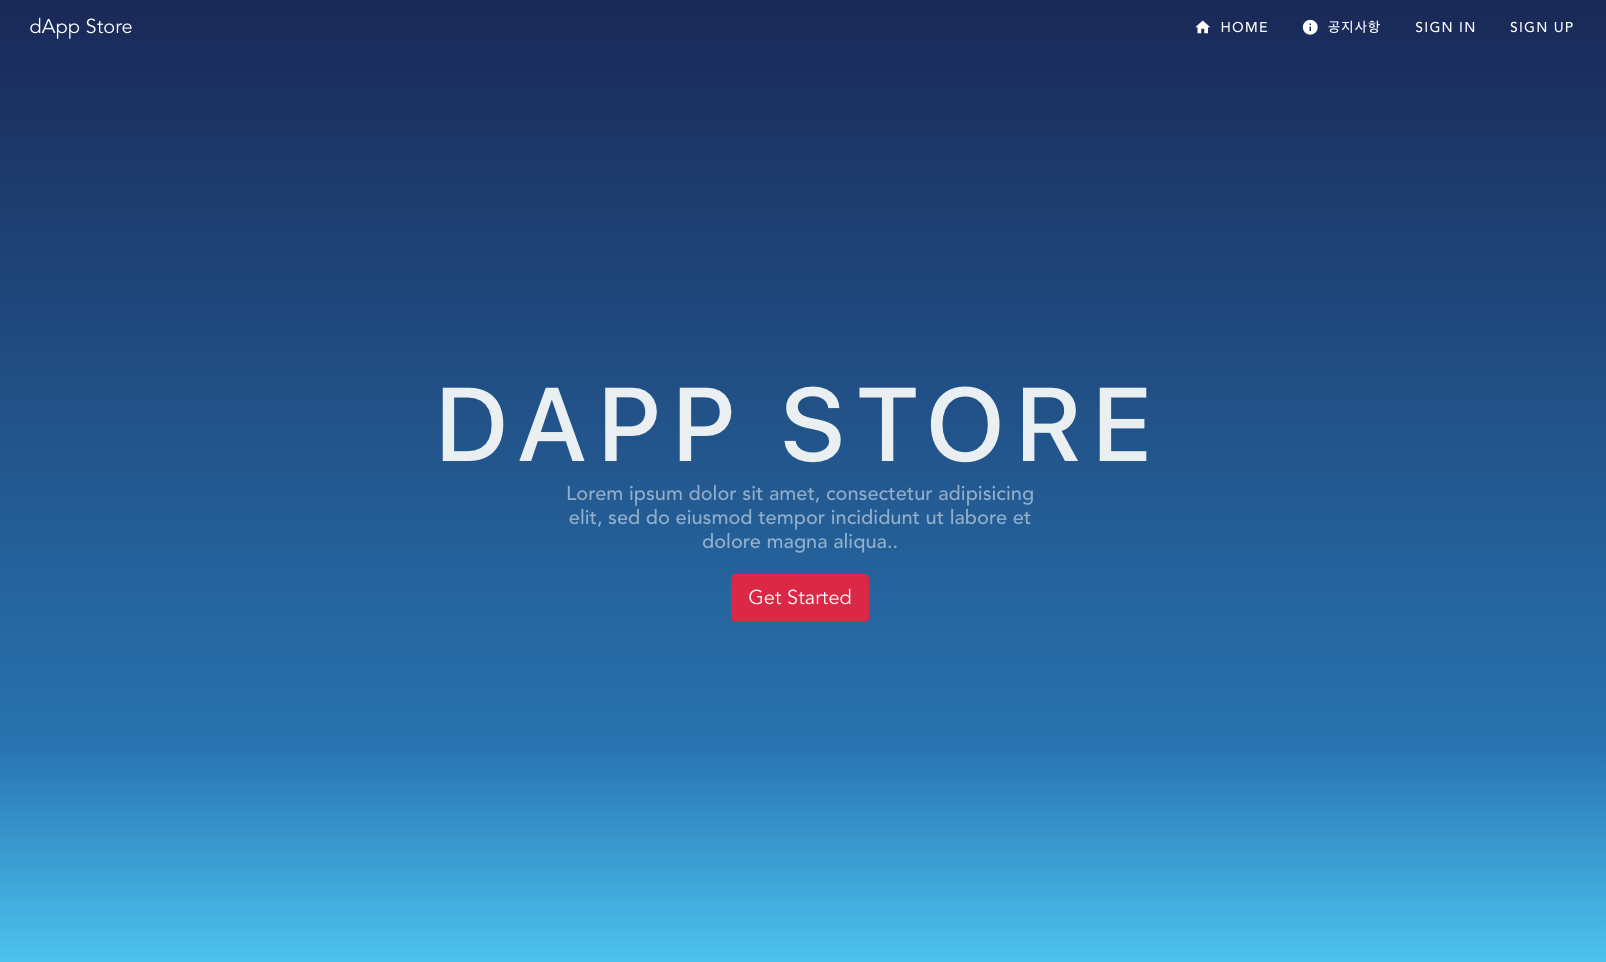 dApp Store
HOME
공지사항
SIGN IN
SIGN UP
DAPP STORE
Lorem ipsum dolor sit amet, consectetur adipisicing
elit, sed do eiusmod tempor incididunt ut labore et
dolore magna aliqua..
Get Started